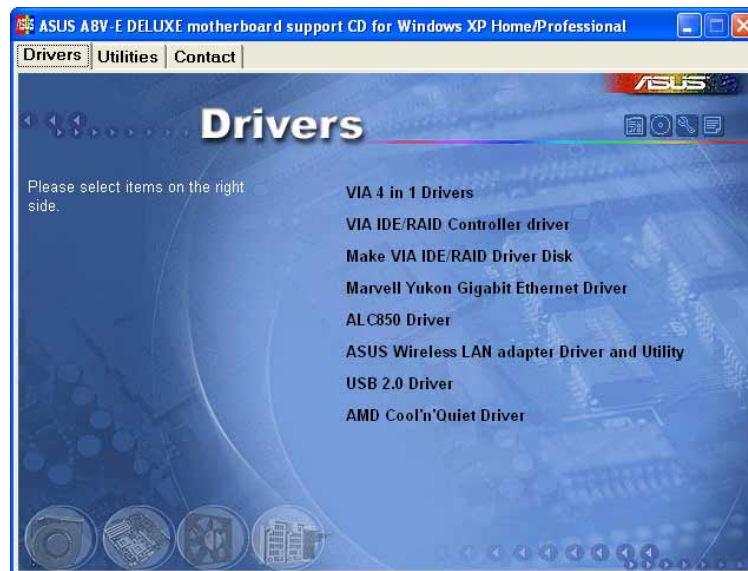 ASUS A8V-E DELUXE motherboard support CD for Windows XP Home/Professional
Drivers Utilities Contact
ASUS
Drivers
Please select items on the right
side.
VIA 4 in 1 Drivers
VIA IDE/RAID Controller driver
Make VIA IDE/RAID Driver Disk
Marvell Yukon Gigabit Ethernet Driver
ALC850 Driver
ASUS Wireless LAN adapter Driver and Utility
USB 2.0 Driver
AMD Cool'n'Quiet Driver